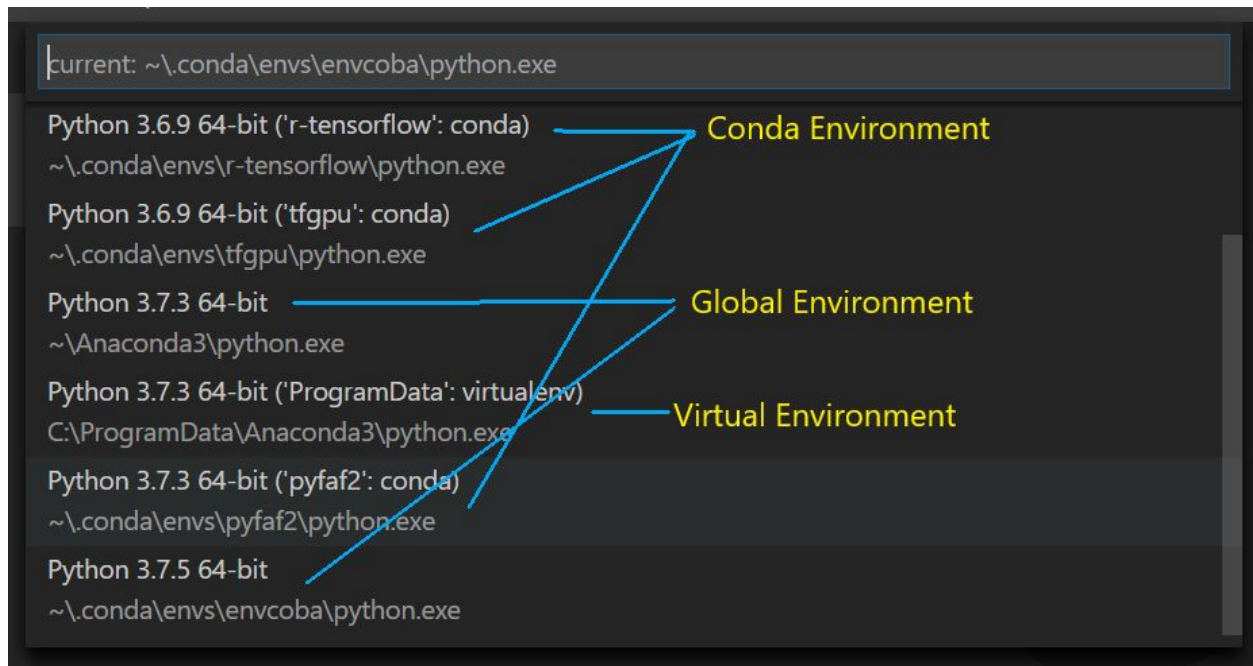 current: ~\.conda\envs\envcoba\python.exe
Python 3.6.9 64-bit ('r-tensorflow': conda)
Conda Environment
~\.conda\envs\r-tensorflow\python.exe
Python 3.6.9 64-bit ('tfgpu': conda)
~\.conda\envs\tfgpu\python.exe
Python 3.7.3 64-bit
Global Environment
~\Anaconda3\python.exe
Python 3.7.3 64-bit ('ProgramData': virtualenv)
Virtual Environment
C:\ProgramData\Anaconda3\python.exe
Python 3.7.3 64-bit ('pyfaf2': conda)
~\.conda\envs\pyfaf2\python.exe
Python 3.7.5 64-bit
~\.conda\envs\envcoba\python.exe